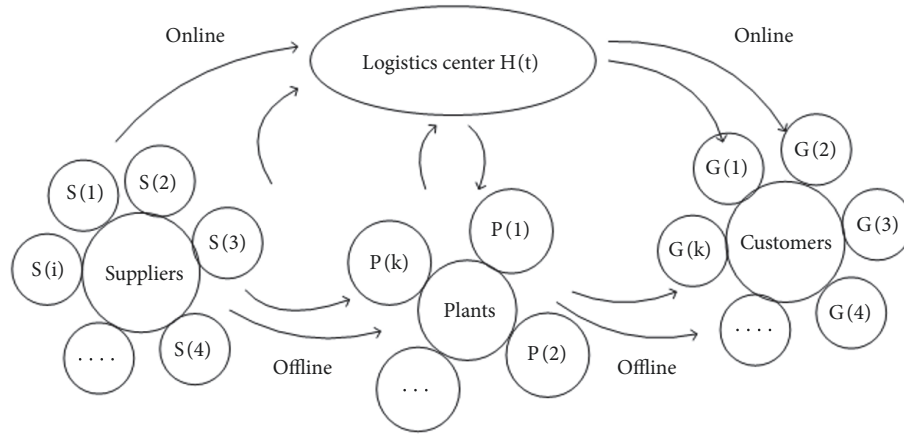 Online
Logistics center H(t)
Online
S(1)
S(2)
S(3)
S(i)
Suppliers
S(4)
....
Offline
P(k)
P(1)
Plants
P(2)
...
Offline
G(1)
G(2)
G(3)
G(k)
Customers
G(4)
....